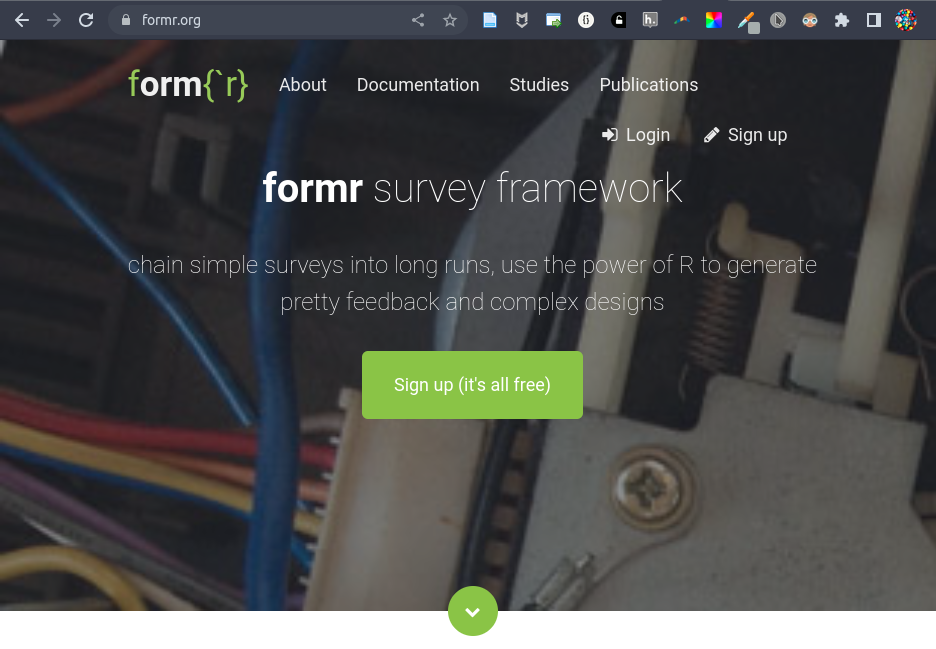 formr.org
form{`r}
About
Documentation
Studies
Publications
Login
Sign up
formr survey framework
chain simple surveys into long runs, use the power of R to generate
pretty feedback and complex designs
Sign up (it's all free)